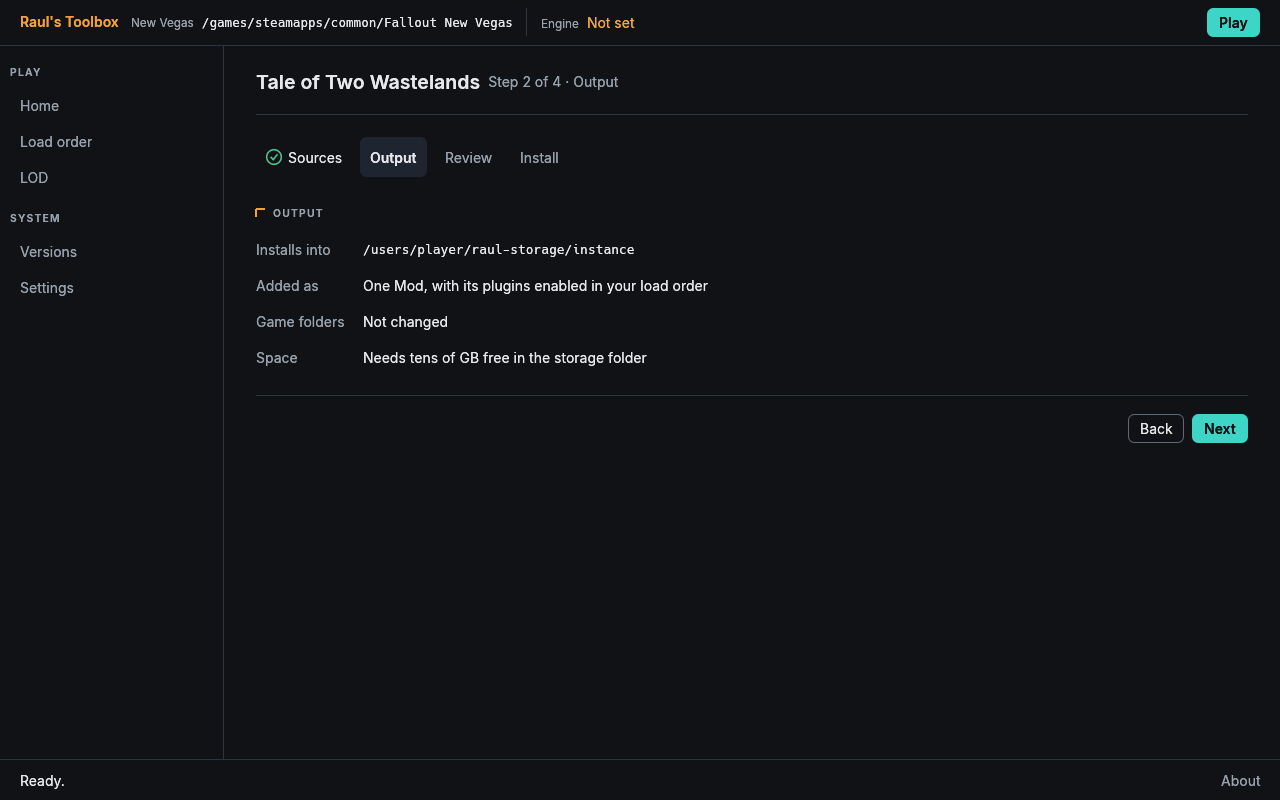 Raul's Toolbox New Vegas /games/steamapps/common/Fallout New Vegas Engine Not set Play
PLAY
Home
Load order
LOD
SYSTEM
Versions
Settings
Tale of Two Wastelands Step 2 of 4 · Output
Sources Output Review Install
OUTPUT
Installs into /users/player/raul-storage/instance
Added as One Mod, with its plugins enabled in your load order
Game folders Not changed
Space Needs tens of GB free in the storage folder
Back Next
Ready. About